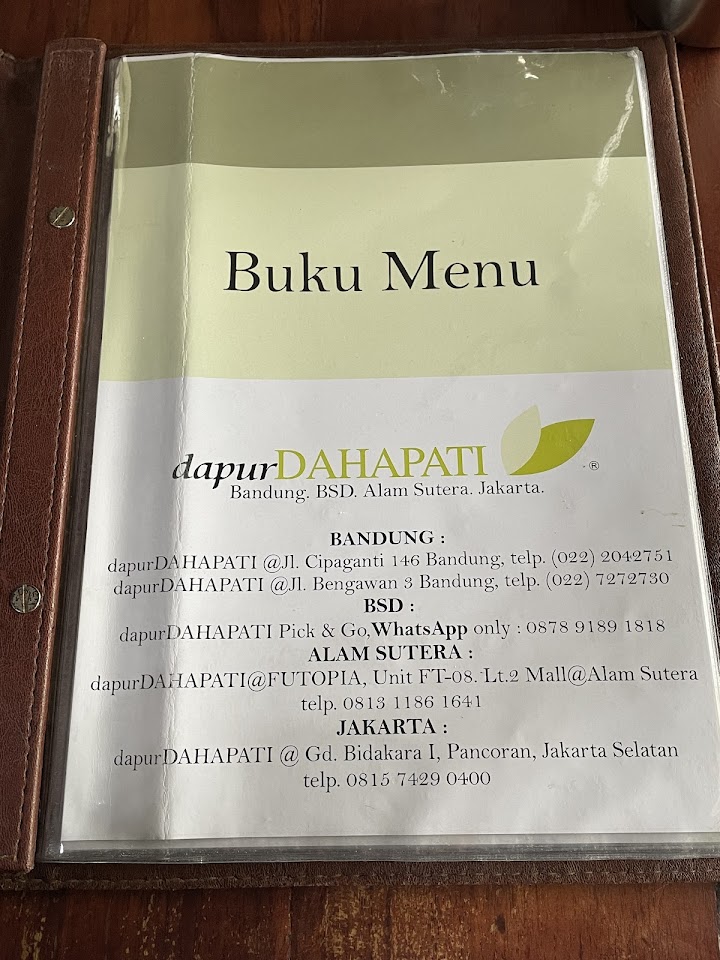 Buku Menu
dapurDAHAPATI ®
Bandung. BSD. Alam Sutera. Jakarta.
BANDUNG :
dapurDAHAPATI @Jl. Cipaganti 146 Bandung, telp. (022) 2042751
dapurDAHAPATI @Jl. Bengawan 3 Bandung, telp. (022) 7272730
BSD :
dapurDAHAPATI Pick & Go,WhatsApp only : 0878 9189 1818
ALAM SUTERA :
dapurDAHAPATI@FUTOPIA, Unit FT-08. Lt.2 Mall@Alam Sutera
telp. 0813 1186 1641
JAKARTA :
dapurDAHAPATI @ Gd. Bidakara I, Pancoran, Jakarta Selatan
telp. 0815 7429 0400